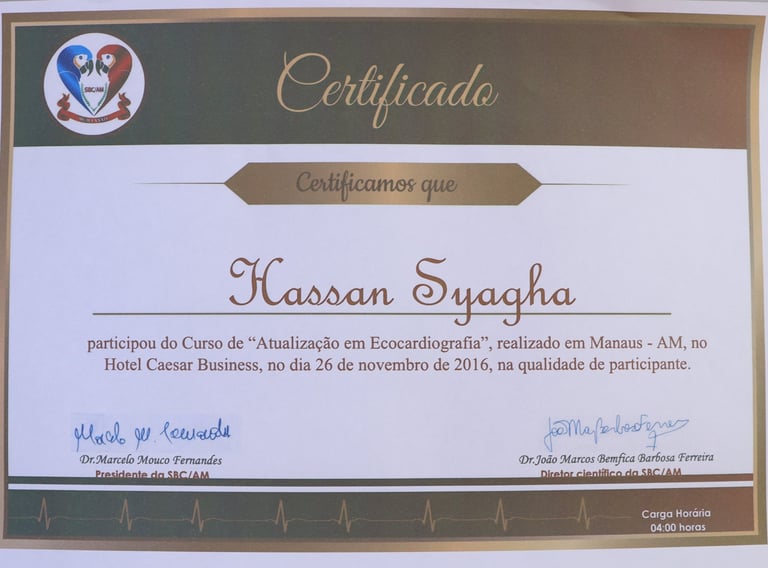 SBC/AM
Certificado
Certificamos que
Hassan Syagha
participou do Curso de “Atualização em Ecocardiografia”, realizado em Manaus - AM, no
Hotel Caesar Business, no dia 26 de novembro de 2016, na qualidade de participante.
Dr.Marcelo Mouco Fernandes
Presidente da SBC/AM
Dr.João Marcos Bemfica Barbosa Ferreira
Diretor científico da SBC/AM
Carga Horária
04:00 horas